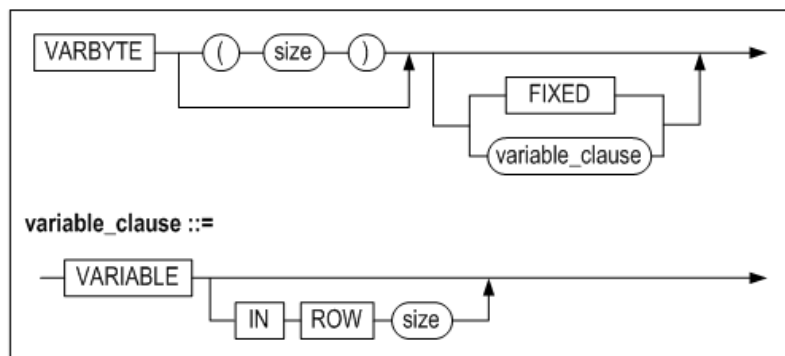 VARBYTE ( size )
FIXED
variable_clause
variable_clause ::=
VARIABLE
IN ROW size